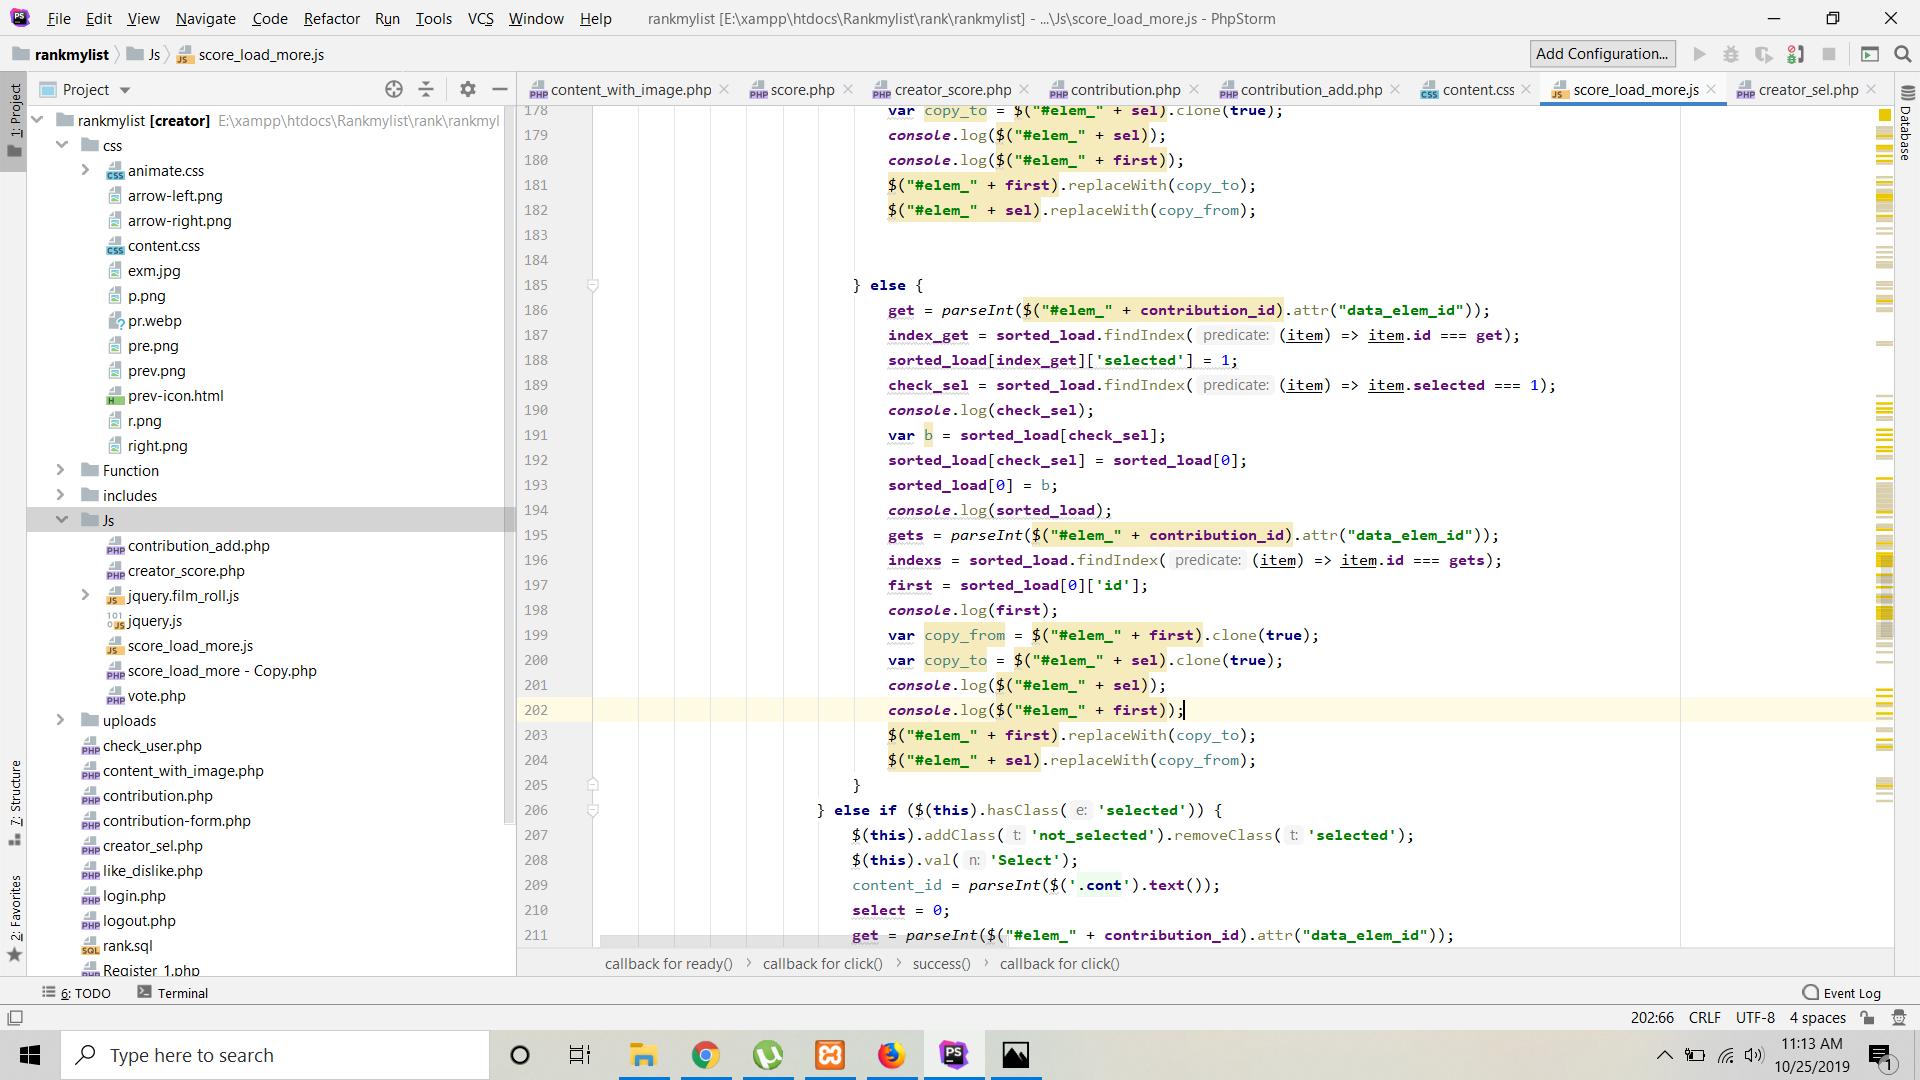 File Edit View Navigate Code Refactor Run Tools VCS Window Help rankmylist [E:\xampp\htdocs\Rankmylist\rank\rankmylist] - ...\Js\score_load_more.js - PhpStorm
rankmylist Js score_load_more.js Add Configuration...
Project content_with_image.php score.php creator_score.php contribution.php contribution_add.php content.css score_load_more.js creator_sel.php
1: Project
7: Structure
2: Favorites
Database
rankmylist [creator] E:\xampp\htdocs\Rankmylist\rank\rankmyl
css
animate.css
arrow-left.png
arrow-right.png
content.css
exm.jpg
p.png
pr.webp
pre.png
prev.png
prev-icon.html
r.png
right.png
Function
includes
Js
contribution_add.php
creator_score.php
jquery.film_roll.js
jquery.js
score_load_more.js
score_load_more - Copy.php
vote.php
uploads
check_user.php
content_with_image.php
contribution.php
contribution-form.php
creator_sel.php
like_dislike.php
login.php
logout.php
rank.sql
Register_1.php
178 var copy_to = $("#elem_" + sel).clone(true);
179 console.log($("#elem_" + sel));
180 console.log($("#elem_" + first));
181 $("#elem_" + first).replaceWith(copy_to);
182 $("#elem_" + sel).replaceWith(copy_from);
183
184
185 } else {
186 get = parseInt($("#elem_" + contribution_id).attr("data_elem_id"));
187 index_get = sorted_load.findIndex( predicate: (item) => item.id === get);
188 sorted_load[index_get]['selected'] = 1;
189 check_sel = sorted_load.findIndex( predicate: (item) => item.selected === 1);
190 console.log(check_sel);
191 var b = sorted_load[check_sel];
192 sorted_load[check_sel] = sorted_load[0];
193 sorted_load[0] = b;
194 console.log(sorted_load);
195 gets = parseInt($("#elem_" + contribution_id).attr("data_elem_id"));
196 indexs = sorted_load.findIndex( predicate: (item) => item.id === gets);
197 first = sorted_load[0]['id'];
198 console.log(first);
199 var copy_from = $("#elem_" + first).clone(true);
200 var copy_to = $("#elem_" + sel).clone(true);
201 console.log($("#elem_" + sel));
202 console.log($("#elem_" + first));
203 $("#elem_" + first).replaceWith(copy_to);
204 $("#elem_" + sel).replaceWith(copy_from);
205 }
206 } else if ($(this).hasClass( e: 'selected')) {
207 $(this).addClass( t: 'not_selected').removeClass( t: 'selected');
208 $(this).val( n: 'Select');
209 content_id = parseInt($('.cont').text());
210 select = 0;
211 get = parseInt($("#elem_" + contribution_id).attr("data_elem_id"));
callback for ready() callback for click() success() callback for click()
6: TODO Terminal Event Log
202:66 CRLF UTF-8 4 spaces
Type here to search
11:13 AM
10/25/2019
1